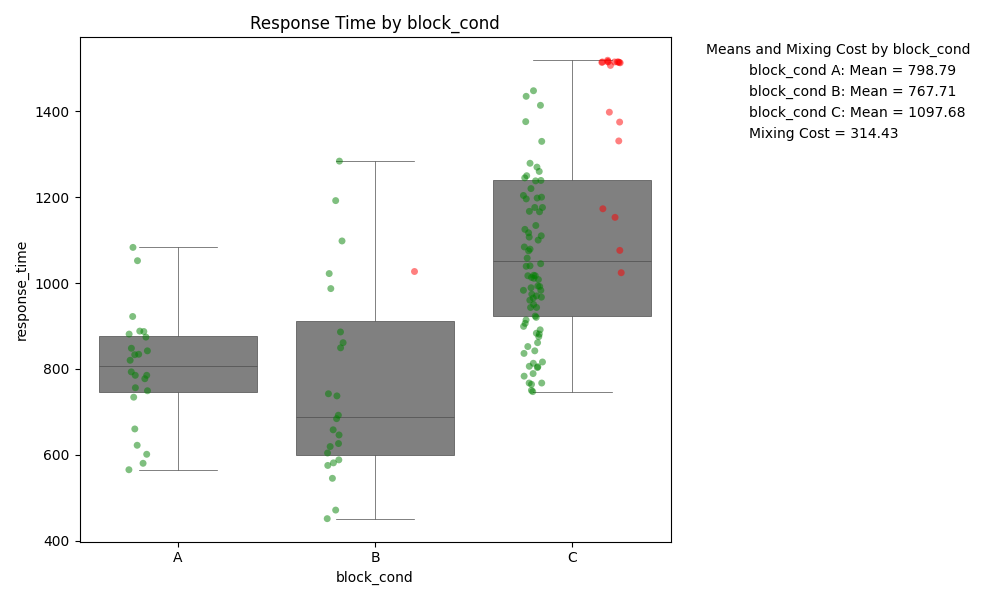 Response Time by block_cond
Means and Mixing Cost by block_cond
block_cond A: Mean = 798.79
block_cond B: Mean = 767.71
block_cond C: Mean = 1097.68
Mixing Cost = 314.43
response_time
1400
1200
1000
800
600
400
A
B
C
block_cond